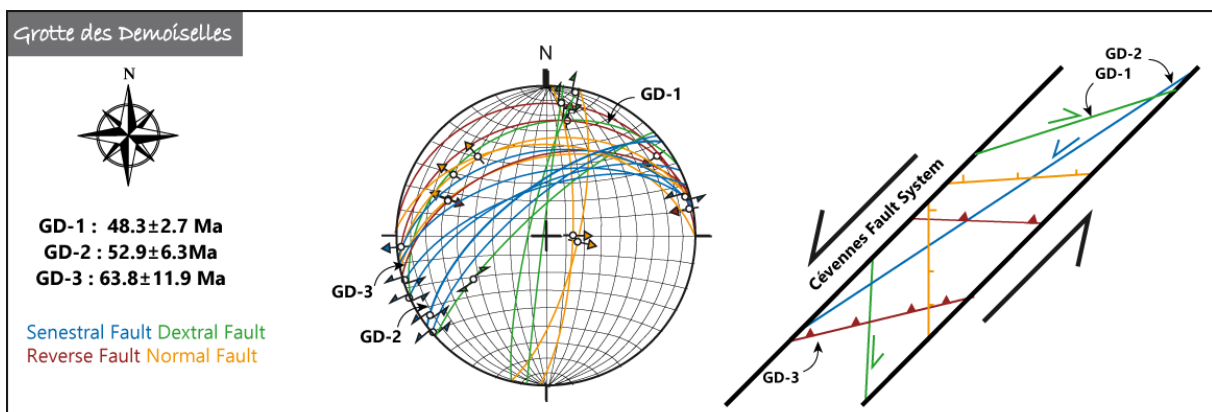 Grotte des Demoiselles
N
GD-1 : 48.3±2.7 Ma
GD-2 : 52.9±6.3Ma
GD-3 : 63.8±11.9 Ma
Senestral Fault Dextral Fault
Reverse Fault Normal Fault
N
GD-1
GD-3
GD-2
GD-2
GD-1
Cévennes Fault System
GD-3